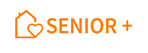 SENIOR +